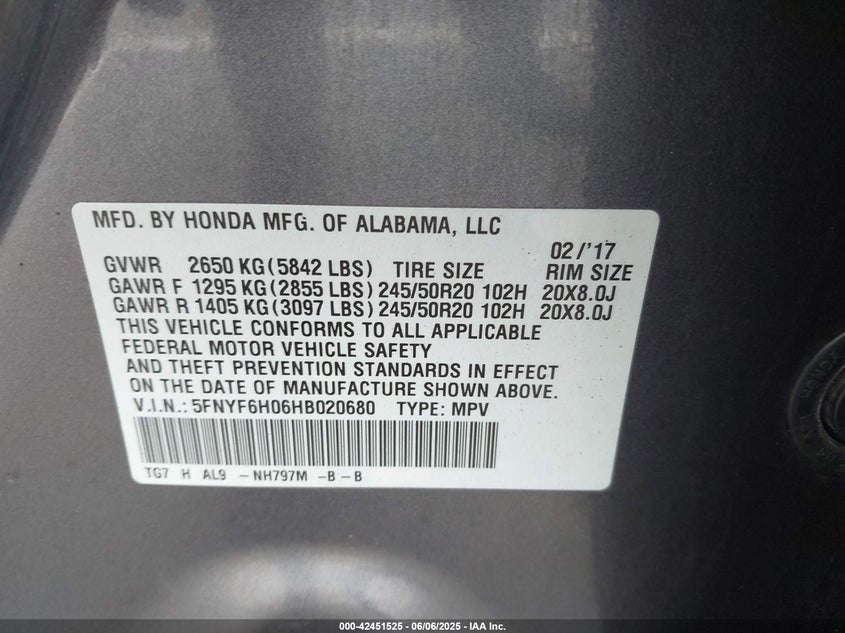 MFD. BY HONDA MFG. OF ALABAMA, LLC
02/'17
GVWR 2650 KG(5842 LBS) TIRE SIZE RIM SIZE
GAWR F 1295 KG(2855 LBS)245/50R20 102H 20X8.0J
GAWR R 1405 KG(3097 LBS)245/50R20 102H 20X8.0J
THIS VEHICLE CONFORMS TO ALL APPLICABLE
FEDERAL MOTOR VEHICLE SAFETY
AND THEFT PREVENTION STANDARDS IN EFFECT
ON THE DATE OF MANUFACTURE SHOWN ABOVE.
V.I.N.: 5FNYF6H06HB020680 TYPE: MPV
TG7 H AL9 -NH797M -B-B
000-42451525 - 06/06/2025 - IAA Inc.